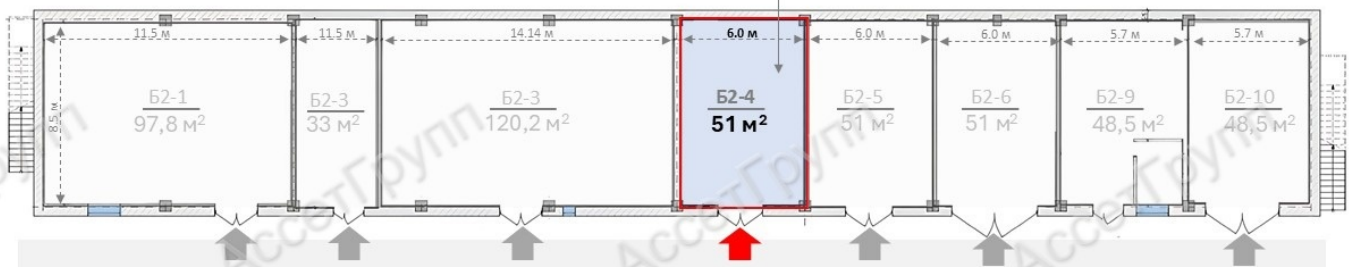 11.5 м
11.5 м
14.14 м
6.0 м
6.0 м
6.0 м
5.7 м
5.7 м
8.5 м
Б2-1
97,8 м²
Б2-3
33 м²
Б2-3
120,2 м²
Б2-4
51 м²
Б2-5
51 м²
Б2-6
51 м²
Б2-9
48,5 м²
Б2-10
48,5 м²
АссетГрупп
АссетГрупп
АссетГрупп
АссетГрупп